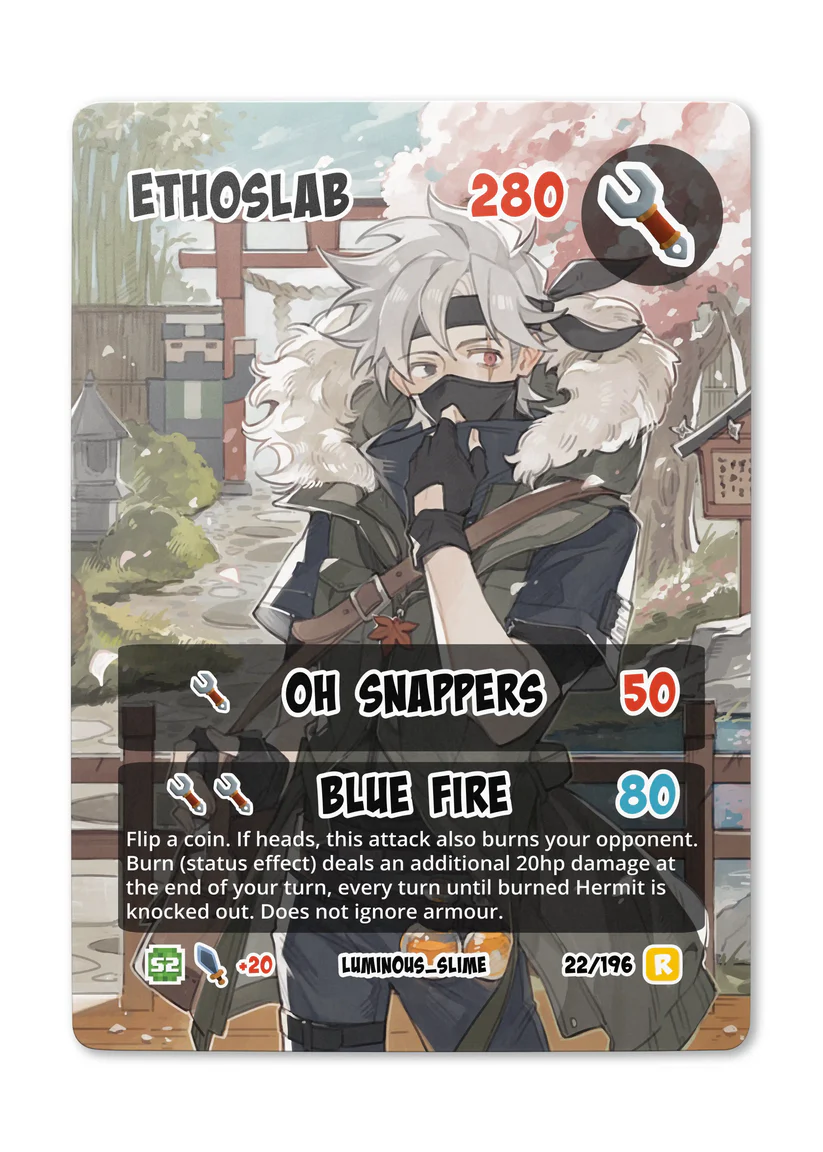 ETHOSLAB 280
OH SNAPPERS 50
BLUE FIRE 80
Flip a coin. If heads, this attack also burns your opponent.
Burn (status effect) deals an additional 20hp damage at
the end of your turn, every turn until burned Hermit is
knocked out. Does not ignore armour.
S2 +20 LUMINOUS_SLIME 22/196 R